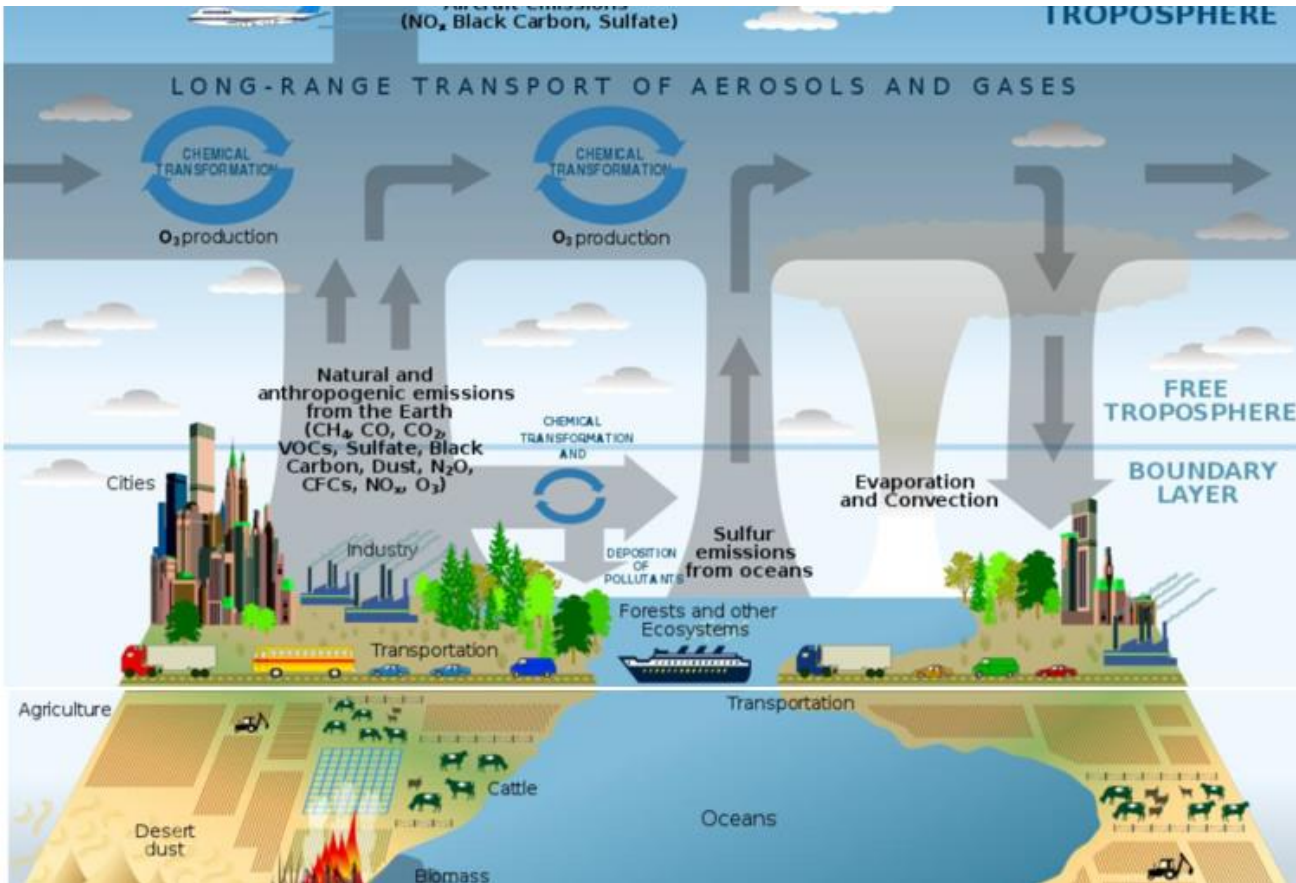 Aircraft emissions
(NOₓ Black Carbon, Sulfate)
TROPOSPHERE
LONG-RANGE TRANSPORT OF AEROSOLS AND GASES
CHEMICAL
TRANSFORMATION
O₃ production
CHEMICAL
TRANSFORMATION
O₃ production
Natural and
anthropogenic emissions
from the Earth
(CH₄, CO, CO₂,
VOCs, Sulfate, Black
Carbon, Dust, N₂O,
CFCs, NOₓ, O₃)
CHEMICAL
TRANSFORMATION
AND
DEPOSITION
OF
POLLUTANTS
FREE
TROPOSPHERE
BOUNDARY
LAYER
Cities
Evaporation
and Convection
Industry
Sulfur
emissions
from oceans
Forests and other
Ecosystems
Transportation
Agriculture
Transportation
Cattle
Oceans
Desert
dust
Biomass